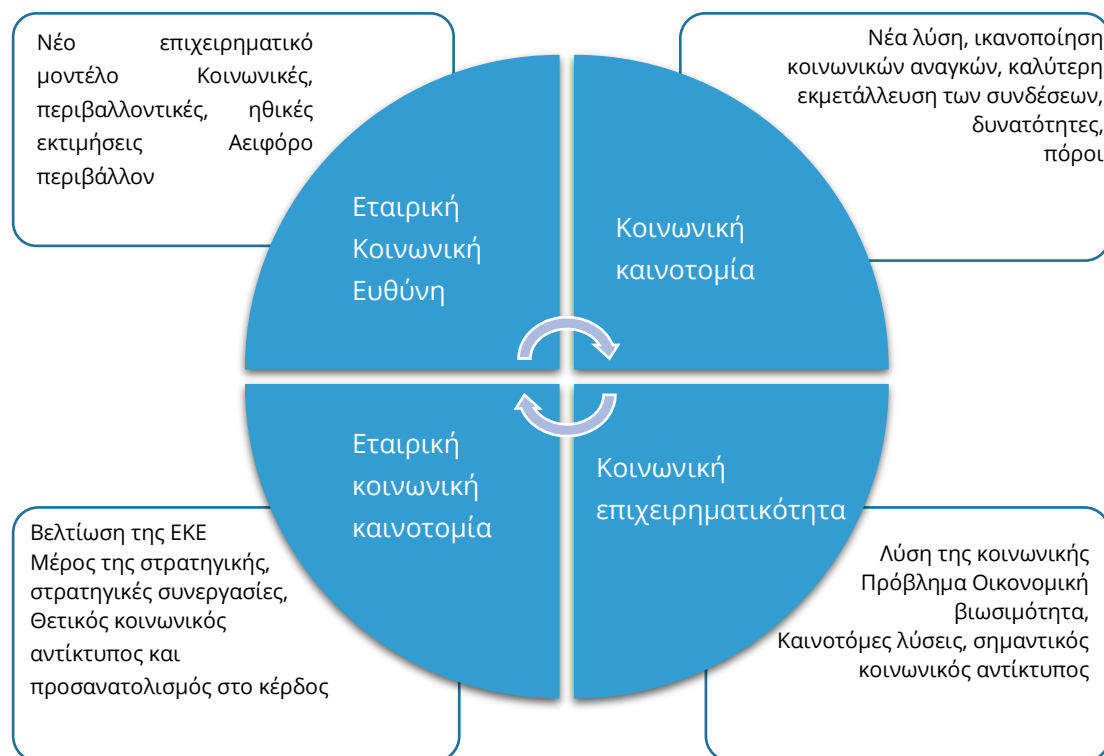 Νέο επιχειρηματικό
μοντέλο Κοινωνικές,
περιβαλλοντικές, ηθικές
εκτιμήσεις Αειφόρο
περιβάλλον
Νέα λύση, ικανοποίηση
κοινωνικών αναγκών, καλύτερη
εκμετάλλευση των συνδέσεων,
δυνατότητες,
πόροι
Εταιρική
Κοινωνική
Ευθύνη
Κοινωνική
καινοτομία
Εταιρική
κοινωνική
καινοτομία
Κοινωνική
επιχειρηματικότητα
Βελτίωση της ΕΚΕ
Μέρος της στρατηγικής,
στρατηγικές συνεργασίες,
Θετικός κοινωνικός
αντίκτυπος και
προσανατολισμός στο κέρδος
Λύση της κοινωνικής
Πρόβλημα Οικονομική
βιωσιμότητα,
Καινοτόμες λύσεις, σημαντικός
κοινωνικός αντίκτυπος